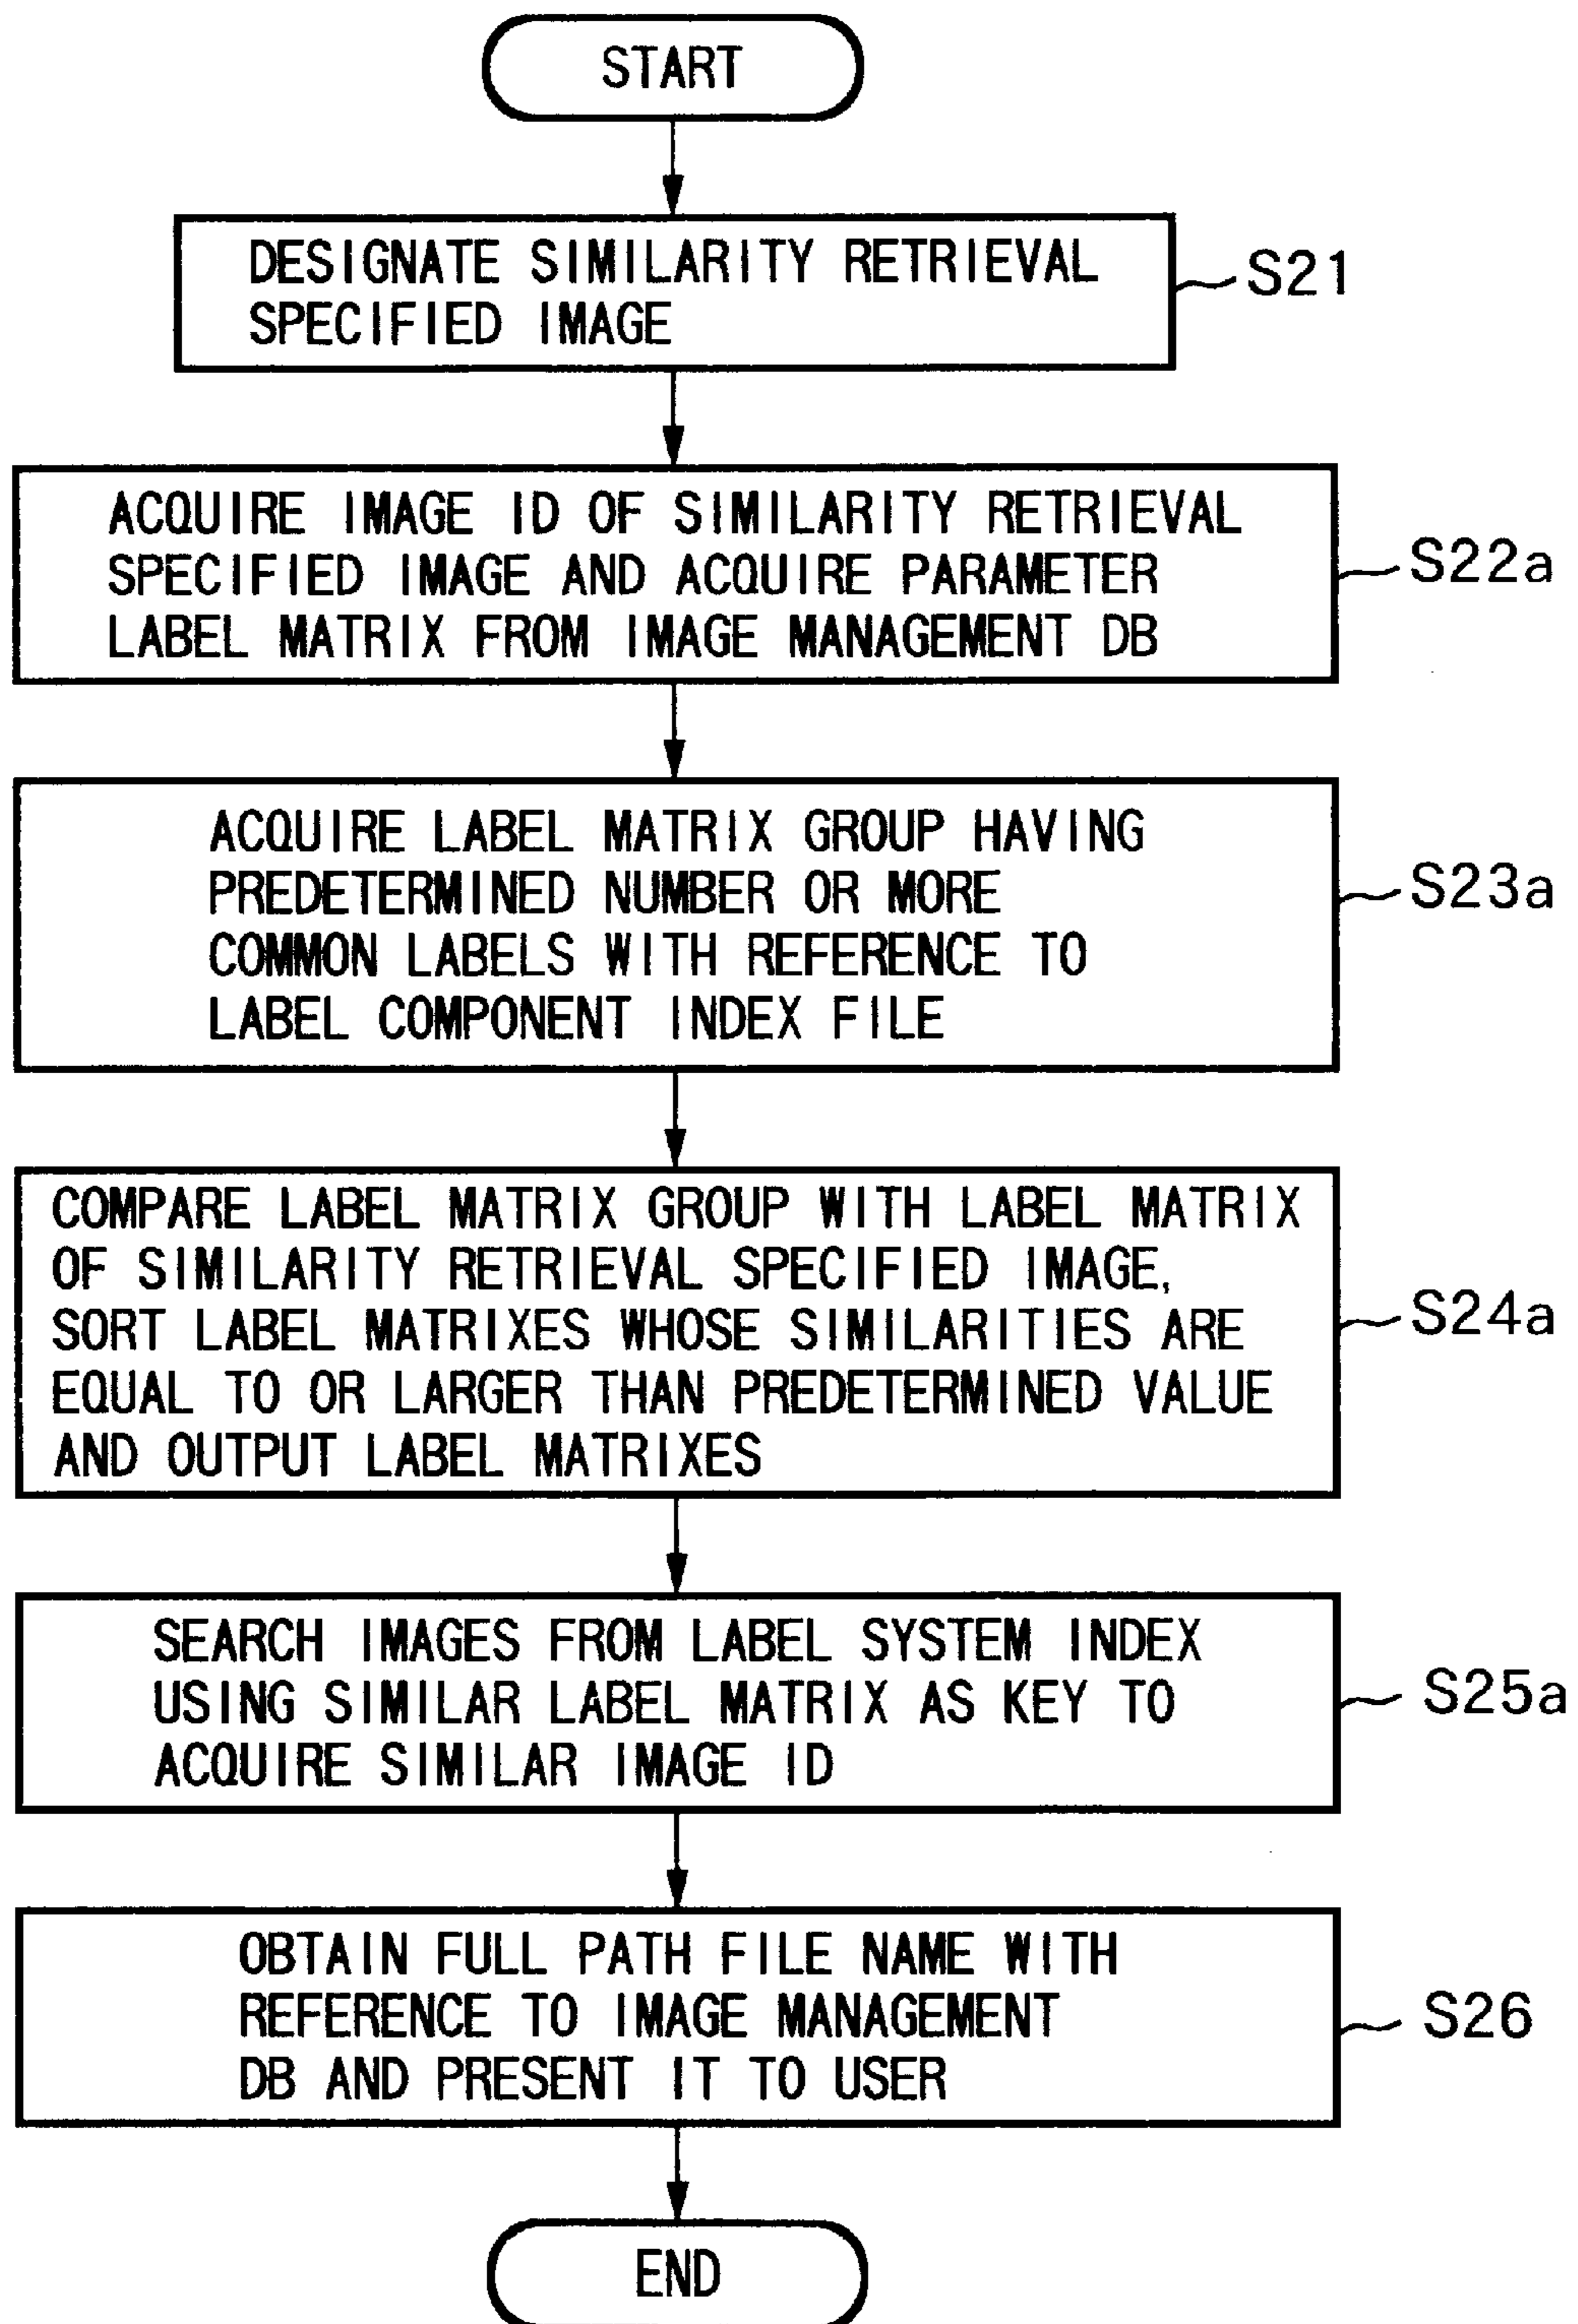 START
DESIGNATE SIMILARITY RETRIEVAL
SPECIFIED IMAGE
S21
ACQUIRE IMAGE ID OF SIMILARITY RETRIEVAL
SPECIFIED IMAGE AND ACQUIRE PARAMETER
LABEL MATRIX FROM IMAGE MANAGEMENT DB
S22a
ACQUIRE LABEL MATRIX GROUP HAVING
PREDETERMINED NUMBER OR MORE
COMMON LABELS WITH REFERENCE TO
LABEL COMPONENT INDEX FILE
S23a
COMPARE LABEL MATRIX GROUP WITH LABEL MATRIX
OF SIMILARITY RETRIEVAL SPECIFIED IMAGE,
SORT LABEL MATRIXES WHOSE SIMILARITIES ARE
EQUAL TO OR LARGER THAN PREDETERMINED VALUE
AND OUTPUT LABEL MATRIXES
S24a
SEARCH IMAGES FROM LABEL SYSTEM INDEX
USING SIMILAR LABEL MATRIX AS KEY TO
ACQUIRE SIMILAR IMAGE ID
S25a
OBTAIN FULL PATH FILE NAME WITH
REFERENCE TO IMAGE MANAGEMENT
DB AND PRESENT IT TO USER
S26
END